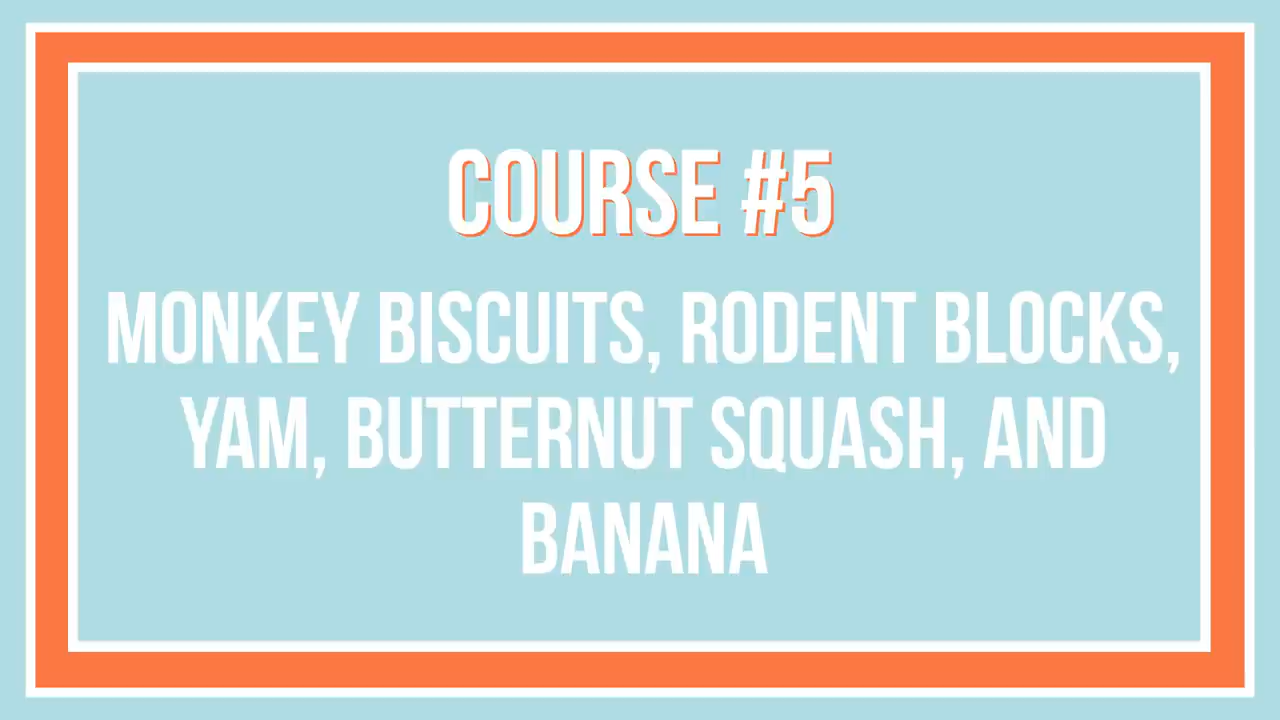 COURSE #5
MONKEY BISCUITS, RODENT BLOCKS,
YAM, BUTTERNUT SQUASH, AND
BANANA